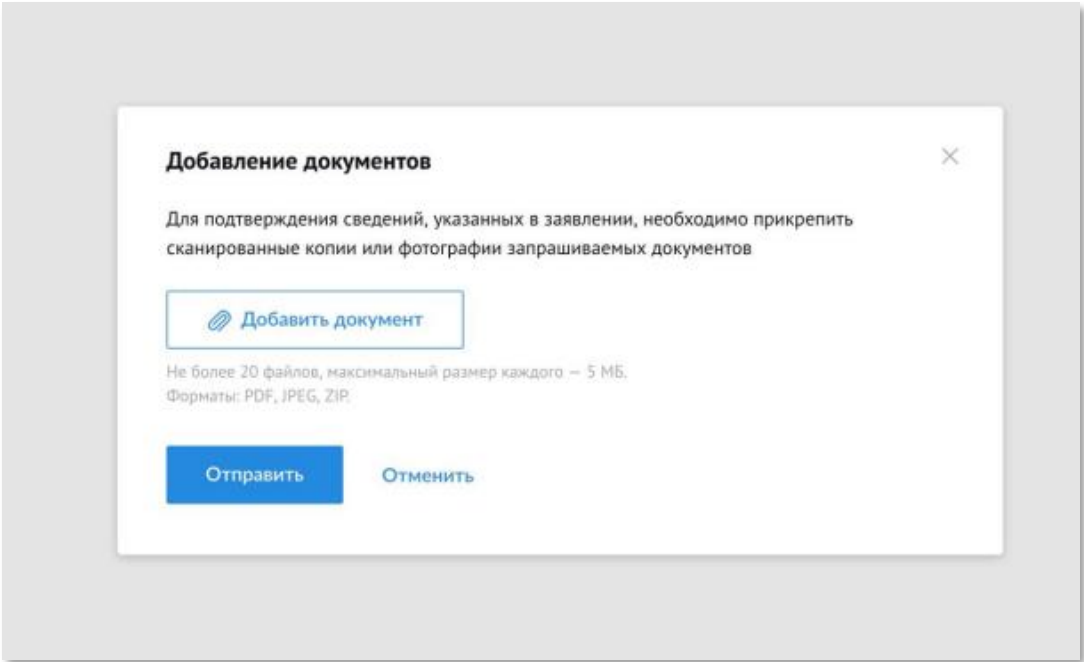 Добавление документов
Для подтверждения сведений, указанных в заявлении, необходимо прикрепить
сканированные копии или фотографии запрашиваемых документов
Добавить документ
Не более 20 файлов, максимальный размер каждого — 5 МБ.
Форматы: PDF, JPEG, ZIP.
Отправить
Отменить